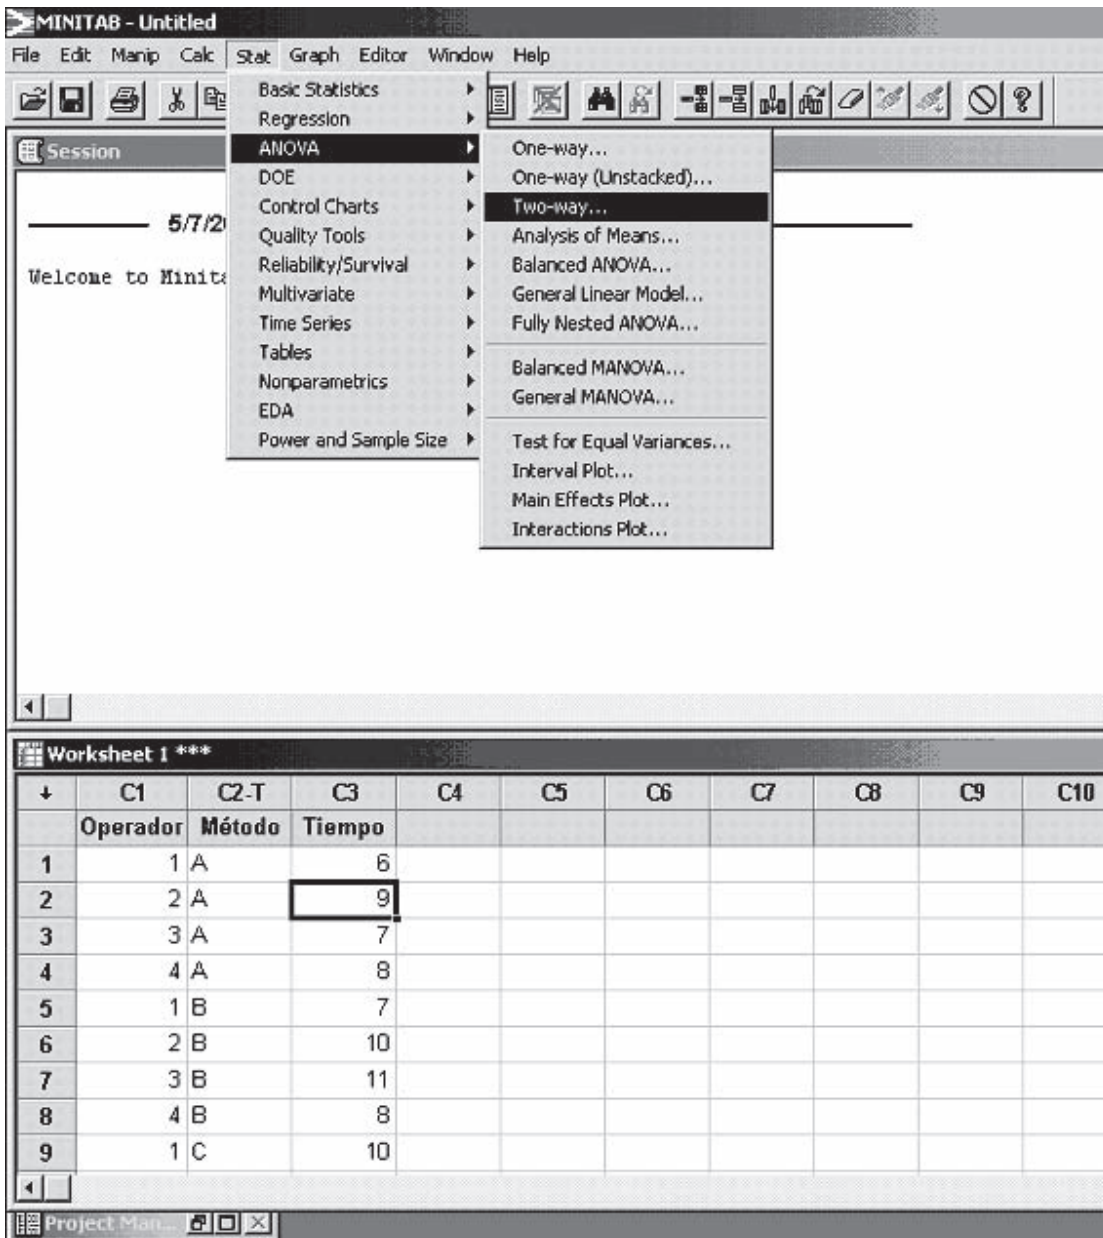 MINITAB - Untitled
File Edit Manip Calc Stat Graph Editor Window Help
Basic Statistics
Regression
ANOVA
DOE
Control Charts
Quality Tools
Reliability/Survival
Multivariate
Time Series
Tables
Nonparametrics
EDA
Power and Sample Size
One-way...
One-way (Unstacked)...
Two-way...
Analysis of Means...
Balanced ANOVA...
General Linear Model...
Fully Nested ANOVA...
Balanced MANOVA...
General MANOVA...
Test for Equal Variances...
Interval Plot...
Main Effects Plot...
Interactions Plot...
Session
5/7/2
Welcome to Minita
Worksheet 1 ***
C1 C2-T C3 C4 C5 C6 C7 C8 C9 C10
Operador Método Tiempo
1 1 A 6
2 2 A 9
3 3 A 7
4 4 A 8
5 1 B 7
6 2 B 10
7 3 B 11
8 4 B 8
9 1 C 10
Project Man...